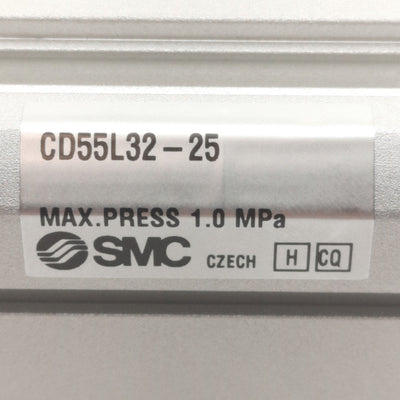 CD55L32-25
MAX.PRESS 1.0 MPa
SMC CZECH H CQ